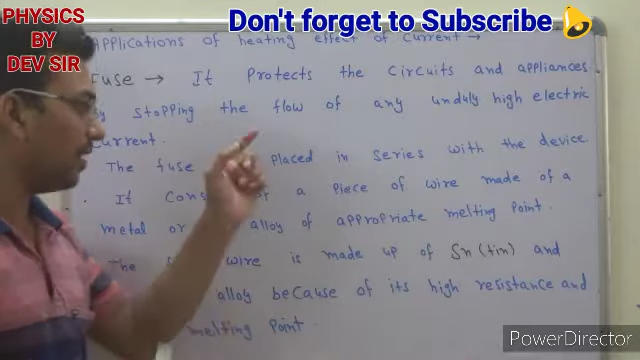 PHYSICS
BY
DEV SIR
Don't forget to Subscribe
Applications of heating effect of Current →
Fuse → It Protects the Circuits and appliances
stopping the flow of any unduly high electric
Current.
The fuse placed in series with the device
. It of a Piece of wire made of a
metal or alloy of appropriate melting Point.
The wire is made up of Sn (tin) and
alloy because of its high resistance and
melting Point.
PowerDirector